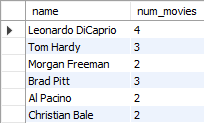 name num_movies
Leonardo DiCaprio 4
Tom Hardy 3
Morgan Freeman 2
Brad Pitt 3
Al Pacino 2
Christian Bale 2